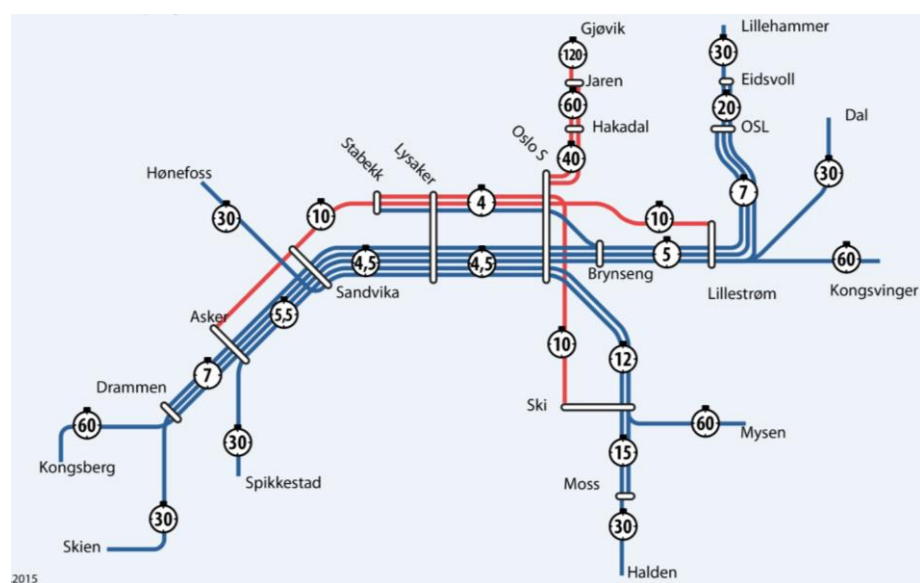 Gjøvik
Lillehammer
120
30
Jaren
Eidsvoll
60
20
Dal
Hakadal
OSL
Oslo S
Lysaker
Stabekk
40
Hønefoss
30
7
30
10
4
10
4,5
4,5
5
60
Brynseng
Sandvika
Lillestrøm
Kongsvinger
Asker
5,5
10
12
7
Drammen
Ski
60
60
Mysen
Kongsberg
30
Spikkestad
15
Moss
30
30
Skien
Halden
2015